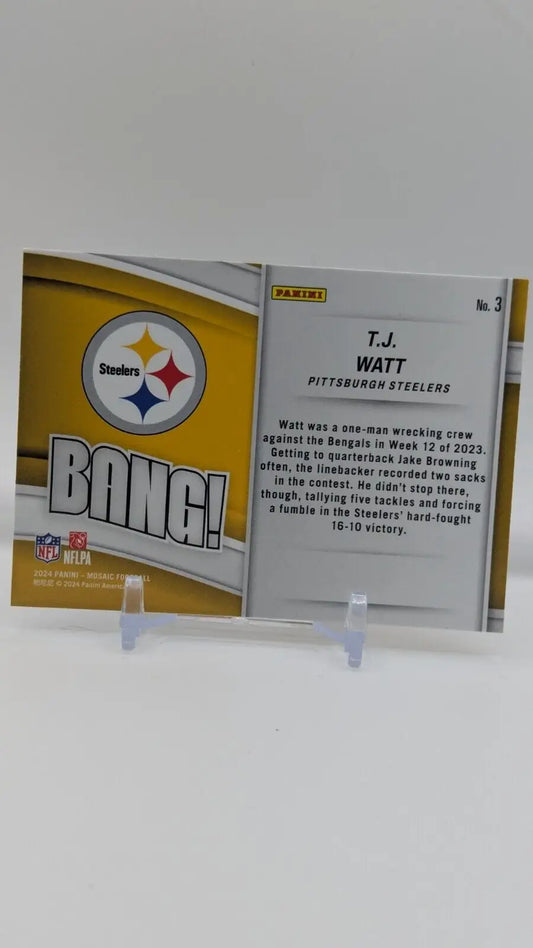 Steelers
BANG!
NFL
NFLPA
2024 PANINI – MOSAIC FOOTBALL
© 2024 Panini America
PANINI
No. 3
T.J.
WATT
PITTSBURGH STEELERS
Watt was a one-man wrecking crew
against the Bengals in Week 12 of 2023.
Getting to quarterback Jake Browning
often, the linebacker recorded two sacks
in the contest. He didn't stop there,
though, tallying five tackles and forcing
a fumble in the Steelers' hard-fought
16-10 victory.